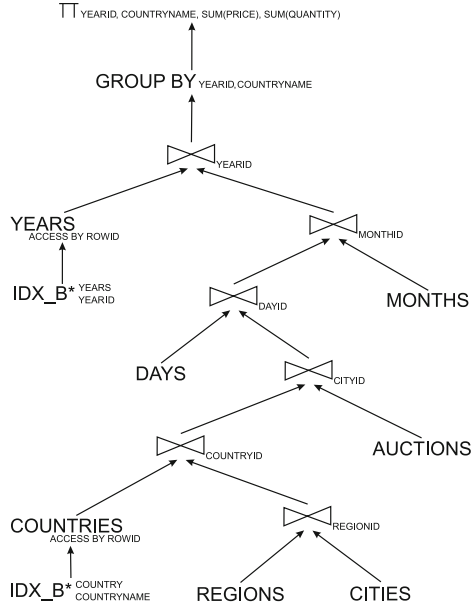 π YEARID, COUNTRYNAME, SUM(PRICE), SUM(QUANTITY)
GROUP BY YEARID,COUNTRYNAME
YEARID
YEARS
ACCESS BY ROWID
MONTHID
IDX_B* YEARS
YEARID
DAYID
MONTHS
DAYS
CITYID
AUCTIONS
COUNTRYID
COUNTRIES
ACCESS BY ROWID
REGIONID
IDX_B* COUNTRY
COUNTRYNAME
REGIONS
CITIES